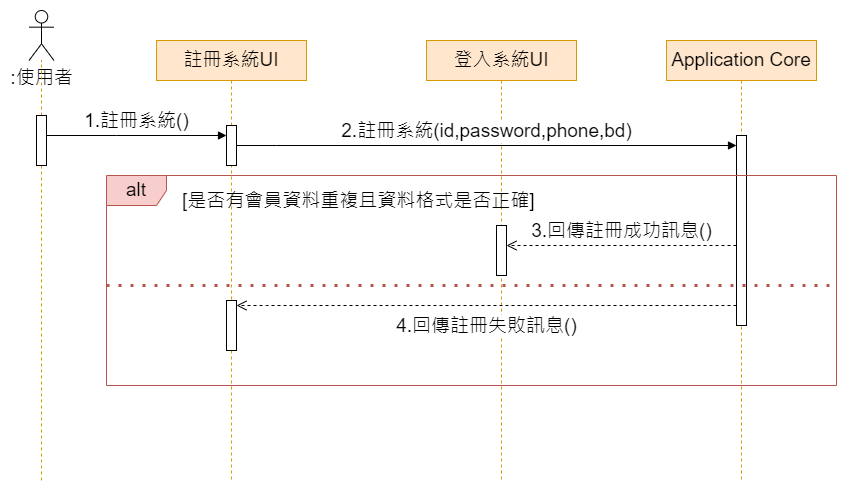 :使用者
註冊系統UI
登入系統UI
Application Core
1.註冊系統()
2.註冊系統(id,password,phone,bd)
alt
[是否有會員資料重複且資料格式是否正確]
3.回傳註冊成功訊息()
4.回傳註冊失敗訊息()